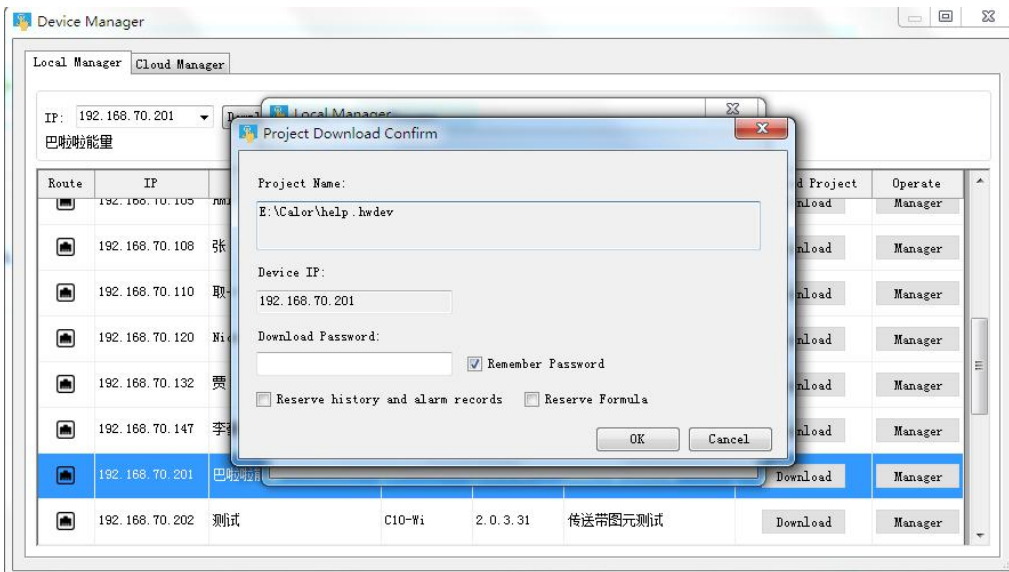 Device Manager
Local Manager Cloud Manager
IP: 192.168.70.201
Local Manager
巴啦啦能量
Project Download Confirm
Route IP Project Operate
Project Name:
E:\Calor\help.hwdev
192.168.70.105 Manager
192.168.70.108 张 Manager
Device IP:
192.168.70.201
192.168.70.110 取 Manager
Download Password:
192.168.70.120 Manager
Remember Password
192.168.70.132 贾 Manager
Reserve history and alarm records Reserve Formula
192.168.70.147 李 Manager
OK Cancel
192.168.70.201 巴啦啦能 Download Manager
192.168.70.202 测试 C10-Wi 2.0.3.31 传送带图元测试 Download Manager